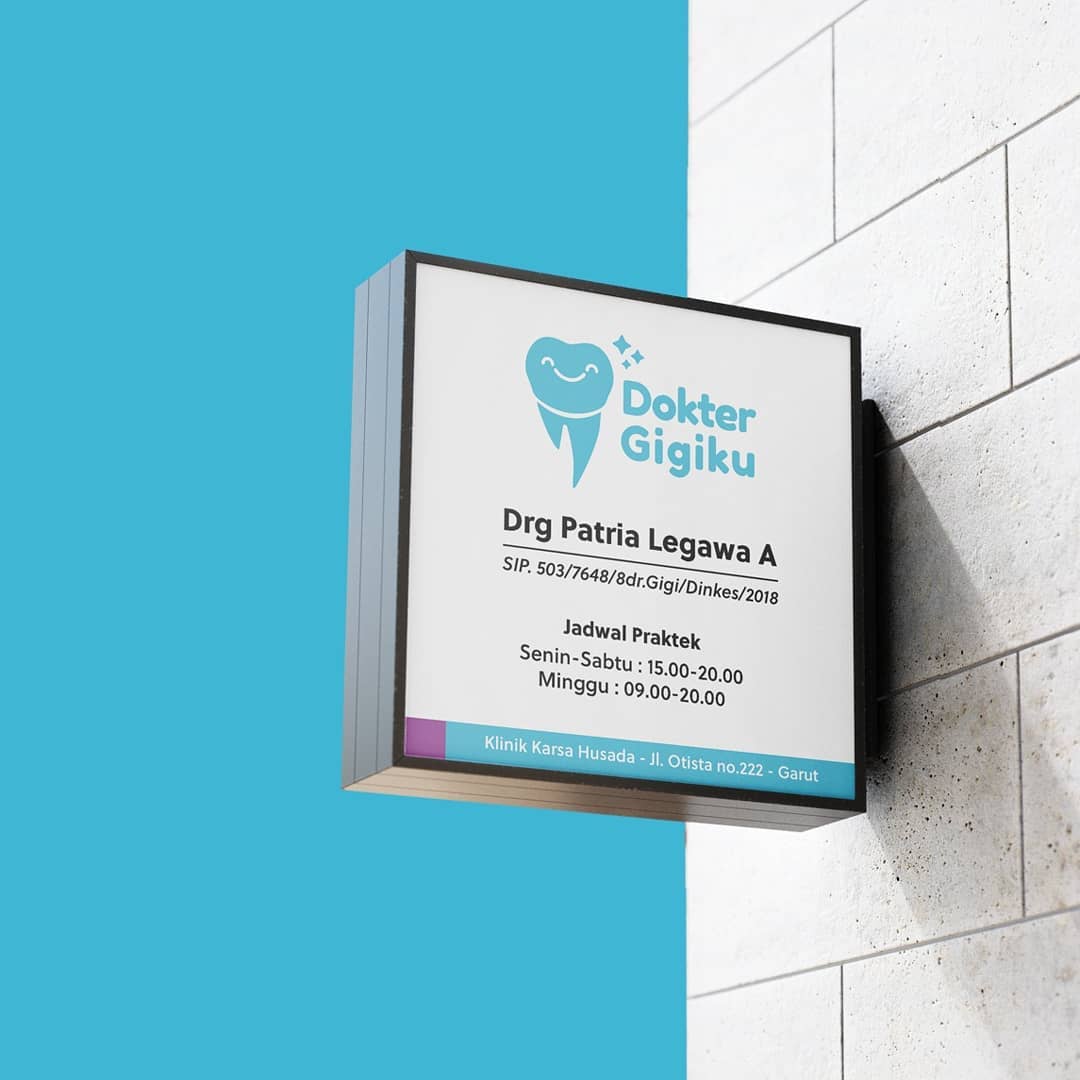 Dokter
Gigiku
Drg Patria Legawa A
SIP. 503/7648/8dr.Gigi/Dinkes/2018
Jadwal Praktek
Senin-Sabtu : 15.00-20.00
Minggu : 09.00-20.00
Klinik Karsa Husada - Jl. Otista no.222 - Garut